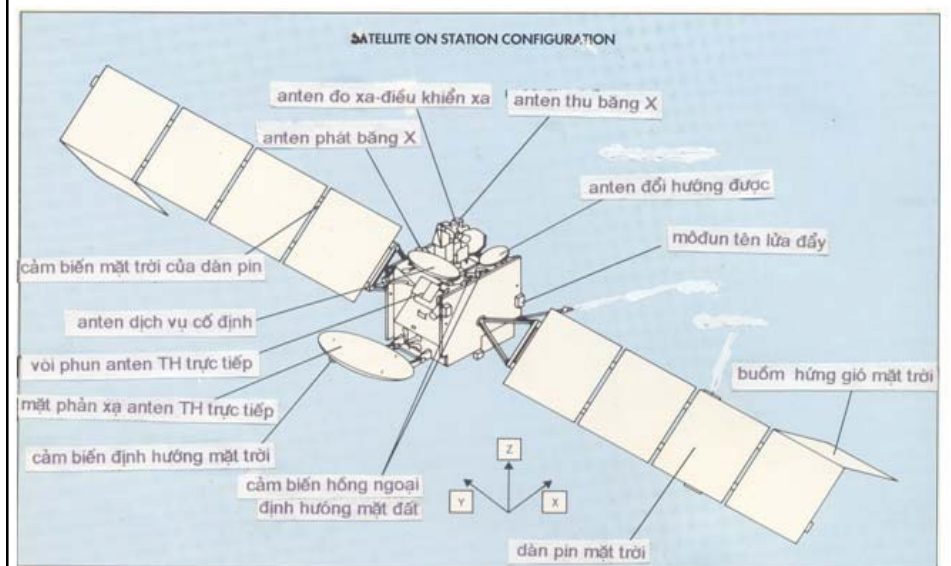 SATELLITE ON STATION CONFIGURATION
anten đo xa-điều khiển xa
anten thu băng X
anten phát băng X
anten đổi hướng được
môđun tên lửa đẩy
cảm biến mặt trời của dàn pin
anten dịch vụ cố định
vòi phun anten TH trực tiếp
buồm hứng gió mặt trời
mặt phản xạ anten TH trực tiếp
cảm biến định hướng mặt trời
cảm biến hồng ngoại
định hướng mặt đất
Z
Y
X
dàn pin mặt trời